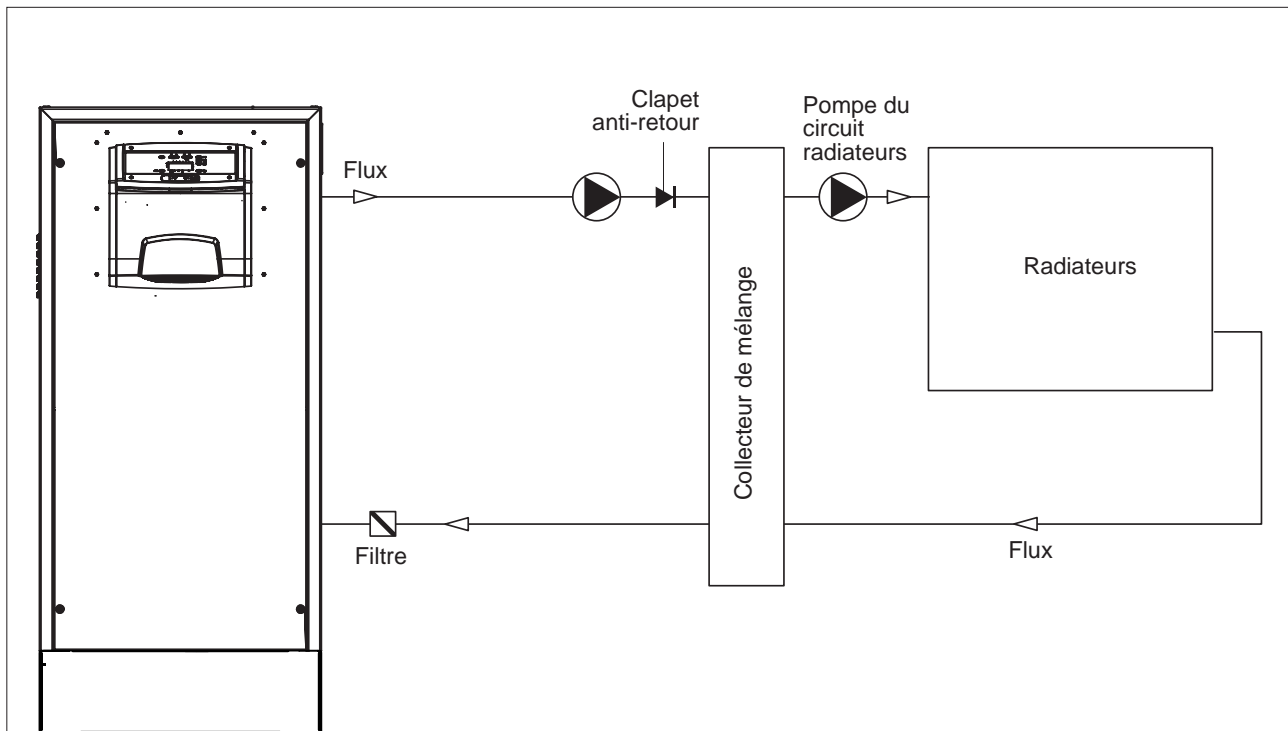 Clapet
anti-retour
Pompe du
circuit
radiateurs
Flux
Radiateurs
Collecteur de mélange
Filtre
Flux